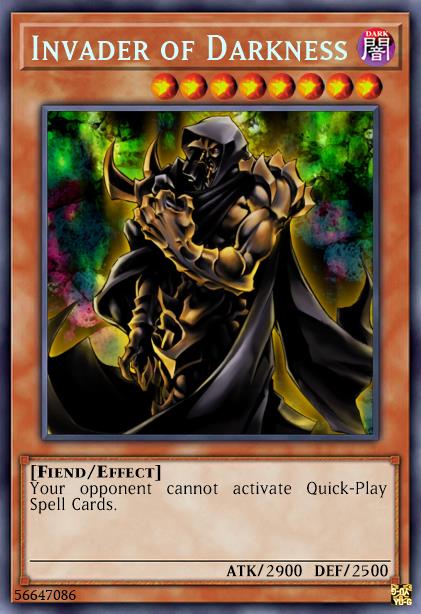 Invader of Darkness
DARK
闇
[Fiend/Effect]
Your opponent cannot activate Quick-Play
Spell Cards.
ATK/2900 DEF/2500
56647086